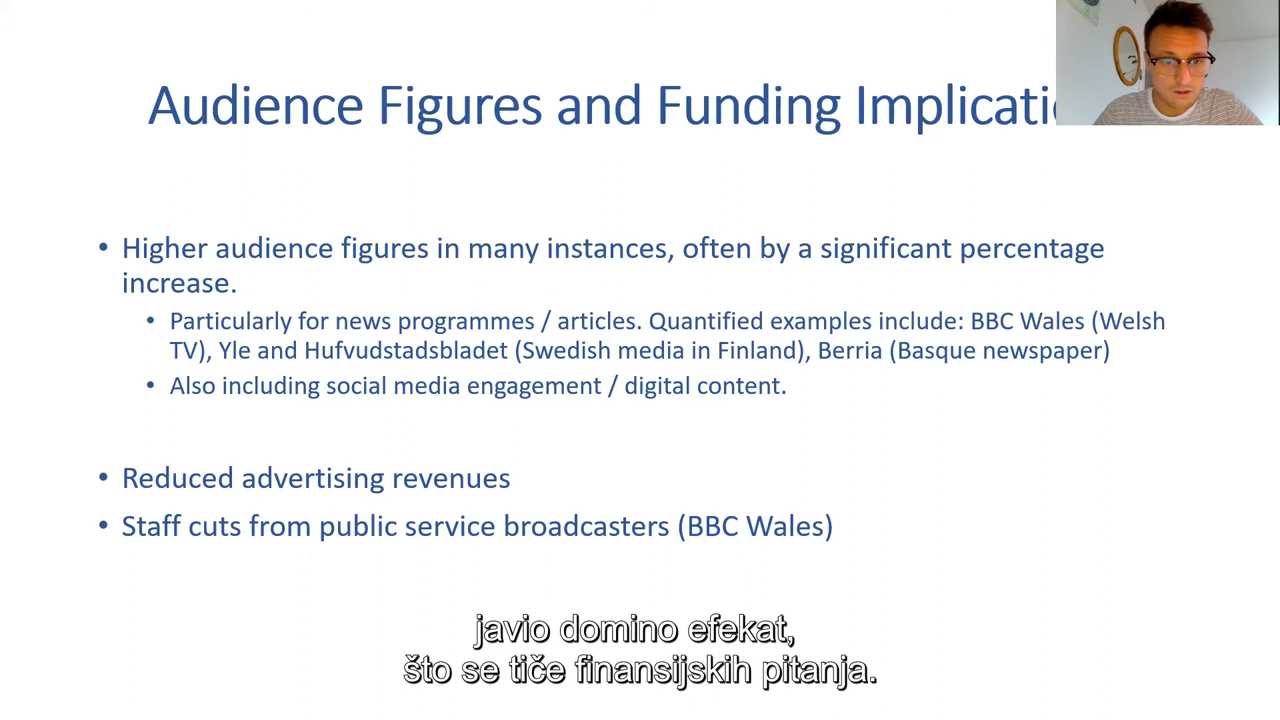 Audience Figures and Funding Implicati
• Higher audience figures in many instances, often by a significant percentage
increase.
• Particularly for news programmes / articles. Quantified examples include: BBC Wales (Welsh
TV), Yle and Hufvudstadsbladet (Swedish media in Finland), Berria (Basque newspaper)
• Also including social media engagement / digital content.
• Reduced advertising revenues
• Staff cuts from public service broadcasters (BBC Wales)
javio domino efekat,
što se tiče finansijskih pitanja.